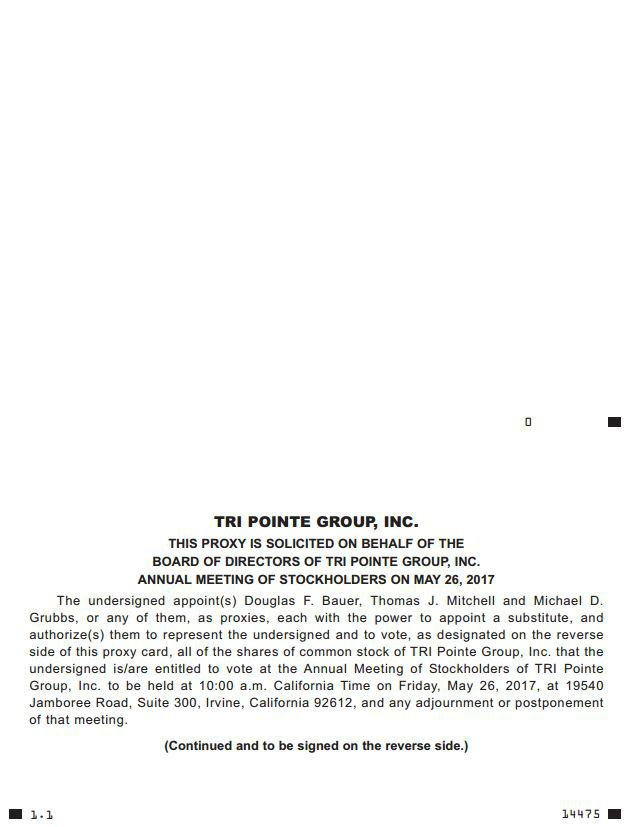 0
TRI POINTE GROUP, INC.
THIS PROXY IS SOLICITED ON BEHALF OF THE
BOARD OF DIRECTORS OF TRI POINTE GROUP, INC.
ANNUAL MEETING OF STOCKHOLDERS ON MAY 26, 2017
The undersigned appoint(s) Douglas F. Bauer, Thomas J. Mitchell and Michael D.
Grubbs, or any of them, as proxies, each with the power to appoint a substitute, and
authorize(s) them to represent the undersigned and to vote, as designated on the reverse
side of this proxy card, all of the shares of common stock of TRI Pointe Group, Inc. that the
undersigned is/are entitled to vote at the Annual Meeting of Stockholders of TRI Pointe
Group, Inc. to be held at 10:00 a.m. California Time on Friday, May 26, 2017, at 19540
Jamboree Road, Suite 300, Irvine, California 92612, and any adjournment or postponement
of that meeting.
(Continued and to be signed on the reverse side.)
1.1
14475